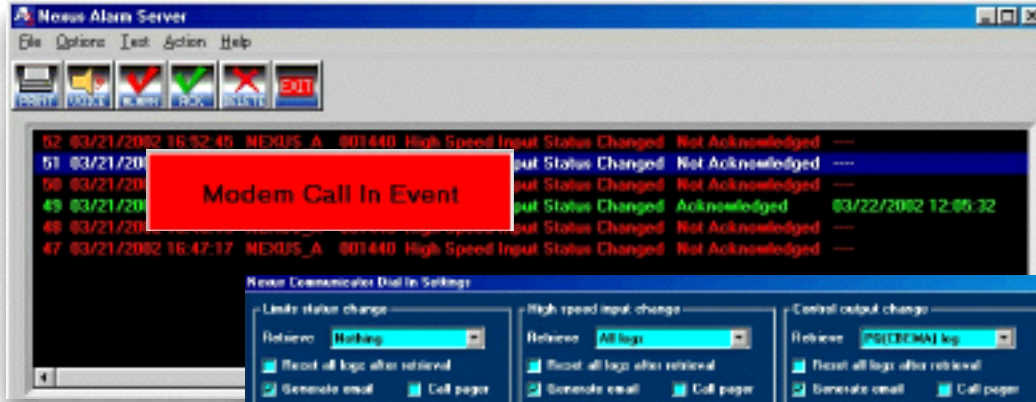 Nexus Alarm Server
File Options Test Action Help
PRINT VOICE ALARM ACK DELETE EXIT
52 03/21/2002 16:52:45 NEXUS_A 001440 High Speed Input Status Changed Not Acknowledged ----
51 03/21/200 put Status Changed Not Acknowledged ----
50 03/21/200 put Status Changed Not Acknowledged ----
49 03/21/200 put Status Changed Acknowledged 03/22/2002 12:05:32
48 03/21/200 put Status Changed Not Acknowledged ----
47 03/21/2002 16:47:17 NEXUS_A 001440 High Speed Input Status Changed Not Acknowledged ----
Modem Call In Event
Nexus Communicator Dial In Settings
Limits status change High speed input change Control output change
Retrieve Nothing Retrieve All logs Retrieve PQ(CBEMA) log
Reset all logs after retrieval Reset all logs after retrieval Reset all logs after retrieval
Generate email Call pager Generate email Call pager Generate email Call pager